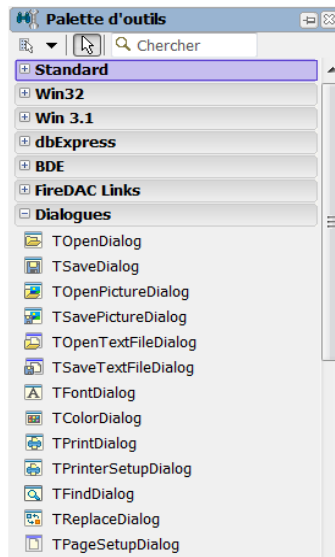 Palette d'outils
Chercher
Standard
Win32
Win 3.1
dbExpress
BDE
FireDAC Links
Dialogues
TOpenDialog
TSaveDialog
TOpenPictureDialog
TSavePictureDialog
TOpenTextFileDialog
TSaveTextFileDialog
TFontDialog
TColorDialog
TPrintDialog
TPrinterSetupDialog
TFindDialog
TReplaceDialog
TPageSetupDialog